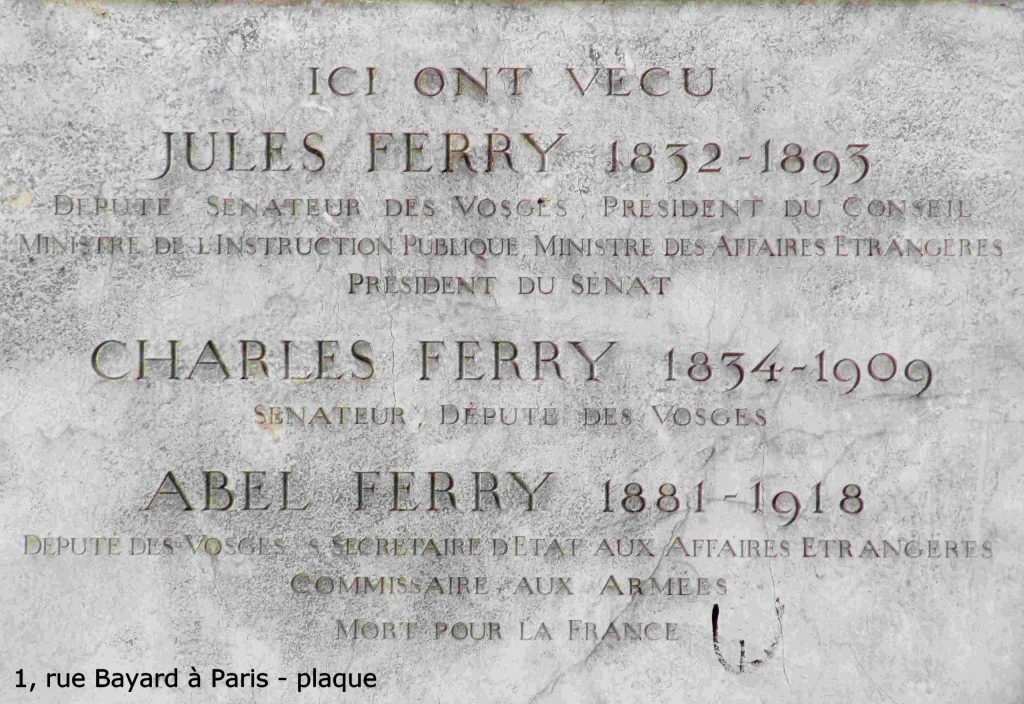 ICI ONT VECU
JULES FERRY 1832-1893
DEPUTE SENATEUR DES VOSGES, PRESIDENT DU CONSEIL
MINISTRE DE L'INSTRUCTION PUBLIQUE, MINISTRE DES AFFAIRES ETRANGERES
PRESIDENT DU SENAT
CHARLES FERRY 1834-1909
SENATEUR, DEPUTE DES VOSGES
ABEL FERRY 1881-1918
DEPUTE DES VOSGES S SECRETAIRE D'ETAT AUX AFFAIRES ETRANGERES
COMMISSAIRE AUX ARMEES
MORT POUR LA FRANCE
1, rue Bayard à Paris - plaque